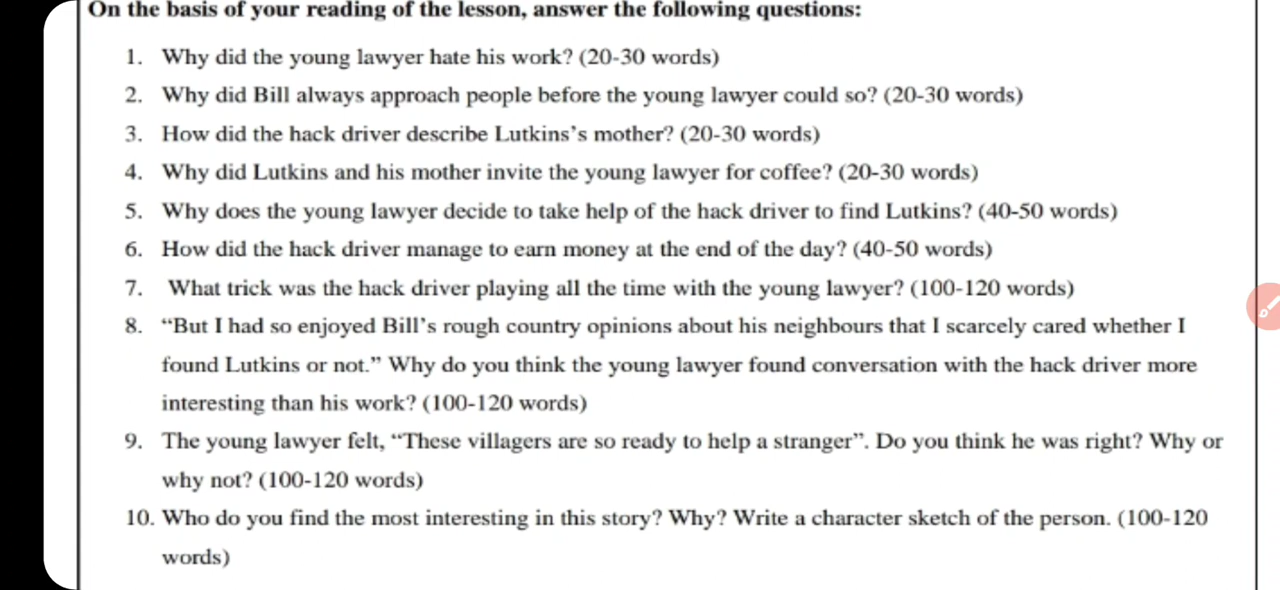 On the basis of your reading of the lesson, answer the following questions:
1. Why did the young lawyer hate his work? (20-30 words)
2. Why did Bill always approach people before the young lawyer could so? (20-30 words)
3. How did the hack driver describe Lutkins's mother? (20-30 words)
4. Why did Lutkins and his mother invite the young lawyer for coffee? (20-30 words)
5. Why does the young lawyer decide to take help of the hack driver to find Lutkins? (40-50 words)
6. How did the hack driver manage to earn money at the end of the day? (40-50 words)
7. What trick was the hack driver playing all the time with the young lawyer? (100-120 words)
8. “But I had so enjoyed Bill’s rough country opinions about his neighbours that I scarcely cared whether I
found Lutkins or not.” Why do you think the young lawyer found conversation with the hack driver more
interesting than his work? (100-120 words)
9. The young lawyer felt, “These villagers are so ready to help a stranger”. Do you think he was right? Why or
why not? (100-120 words)
10. Who do you find the most interesting in this story? Why? Write a character sketch of the person. (100-120
words)